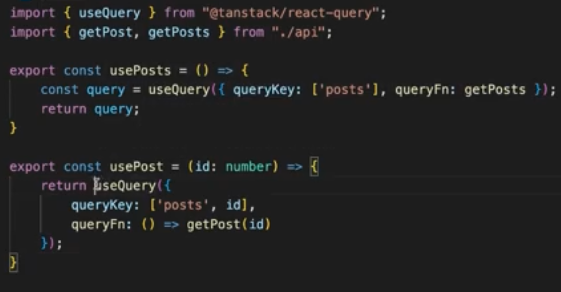 import { useQuery } from "@tanstack/react-query";
import { getPost, getPosts } from "./api";
export const usePosts = () => {
const query = useQuery({ queryKey: ['posts'], queryFn: getPosts });
return query;
}
export const usePost = (id: number) => {
return useQuery({
queryKey: ['posts', id],
queryFn: () => getPost(id)
});
}